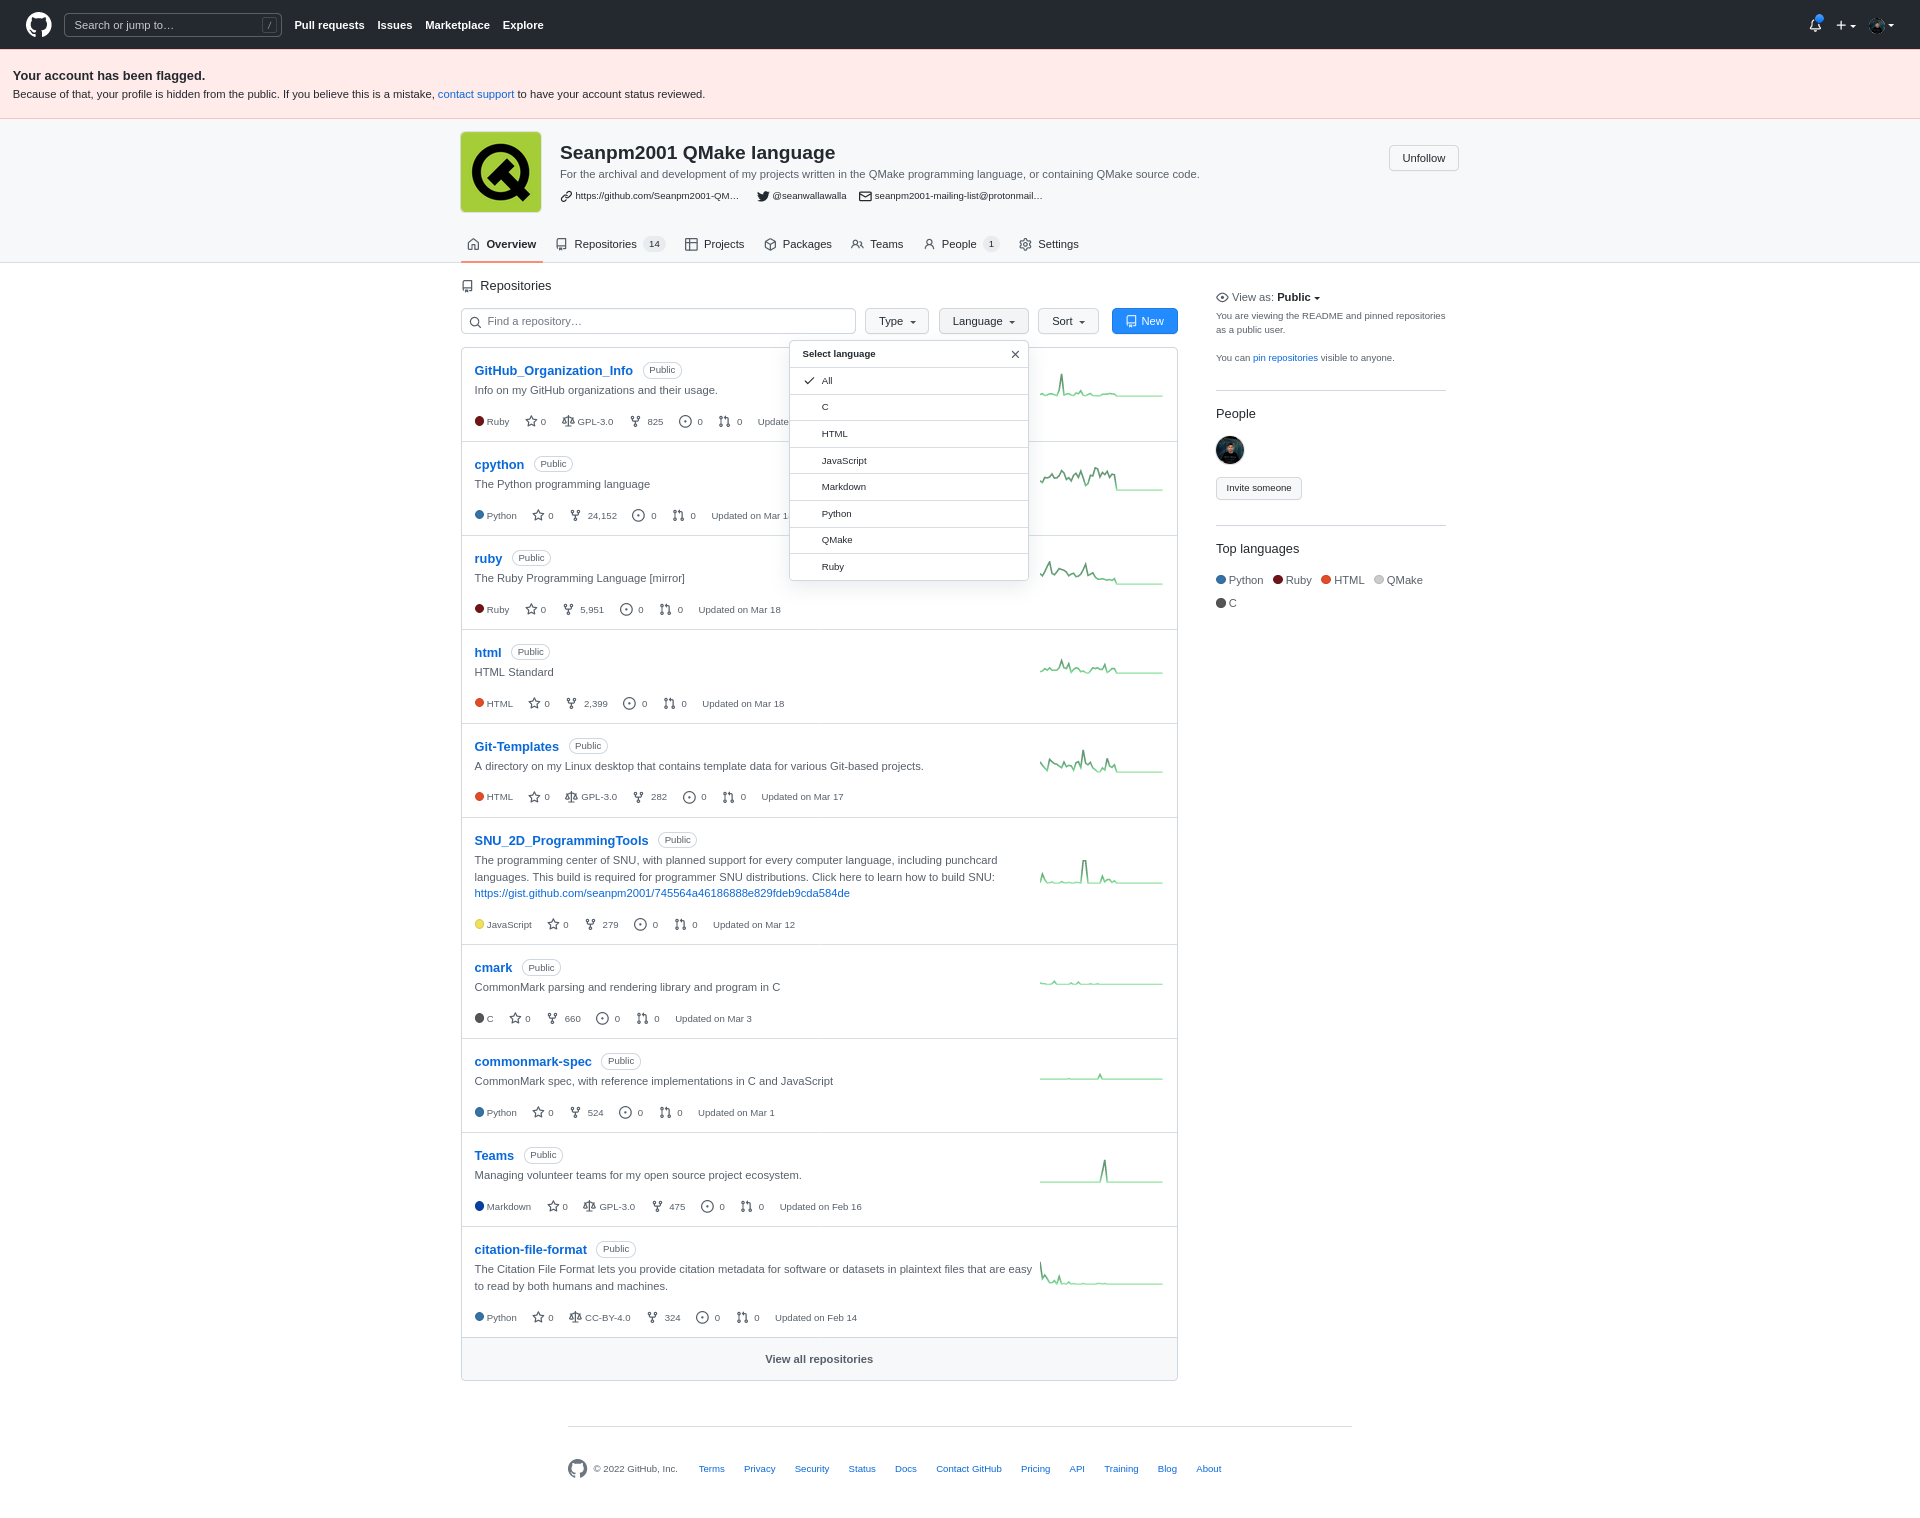 Search or jump to…
/
Pull requests Issues Marketplace Explore
Your account has been flagged.
Because of that, your profile is hidden from the public. If you believe this is a mistake, contact support to have your account status reviewed.
Seanpm2001 QMake language
For the archival and development of my projects written in the QMake programming language, or containing QMake source code.
https://github.com/Seanpm2001-QM… @seanwallawalla seanpm2001-mailing-list@protonmail…
Unfollow
Overview Repositories 14 Projects Packages Teams People 1 Settings
Repositories
Find a repository…
Type Language Sort New
Select language
All
C
HTML
JavaScript
Markdown
Python
QMake
Ruby
GitHub_Organization_Info Public
Info on my GitHub organizations and their usage.
Ruby 0 GPL-3.0 825 0 0 Update
cpython Public
The Python programming language
Python 0 24,152 0 0 Updated on Mar
ruby Public
The Ruby Programming Language [mirror]
Ruby 0 5,951 0 0 Updated on Mar 18
html Public
HTML Standard
HTML 0 2,399 0 0 Updated on Mar 18
Git-Templates Public
A directory on my Linux desktop that contains template data for various Git-based projects.
HTML 0 GPL-3.0 282 0 0 Updated on Mar 17
SNU_2D_ProgrammingTools Public
The programming center of SNU, with planned support for every computer language, including punchcard
languages. This build is required for programmer SNU distributions. Click here to learn how to build SNU:
https://gist.github.com/seanpm2001/745564a46186888e829fdeb9cda584de
JavaScript 0 279 0 0 Updated on Mar 12
cmark Public
CommonMark parsing and rendering library and program in C
C 0 660 0 0 Updated on Mar 3
commonmark-spec Public
CommonMark spec, with reference implementations in C and JavaScript
Python 0 524 0 0 Updated on Mar 1
Teams Public
Managing volunteer teams for my open source project ecosystem.
Markdown 0 GPL-3.0 475 0 0 Updated on Feb 16
citation-file-format Public
The Citation File Format lets you provide citation metadata for software or datasets in plaintext files that are easy
to read by both humans and machines.
Python 0 CC-BY-4.0 324 0 0 Updated on Feb 14
View all repositories
View as: Public
You are viewing the README and pinned repositories
as a public user.
You can pin repositories visible to anyone.
People
Invite someone
Top languages
Python Ruby HTML QMake
C
© 2022 GitHub, Inc. Terms Privacy Security Status Docs Contact GitHub Pricing API Training Blog About